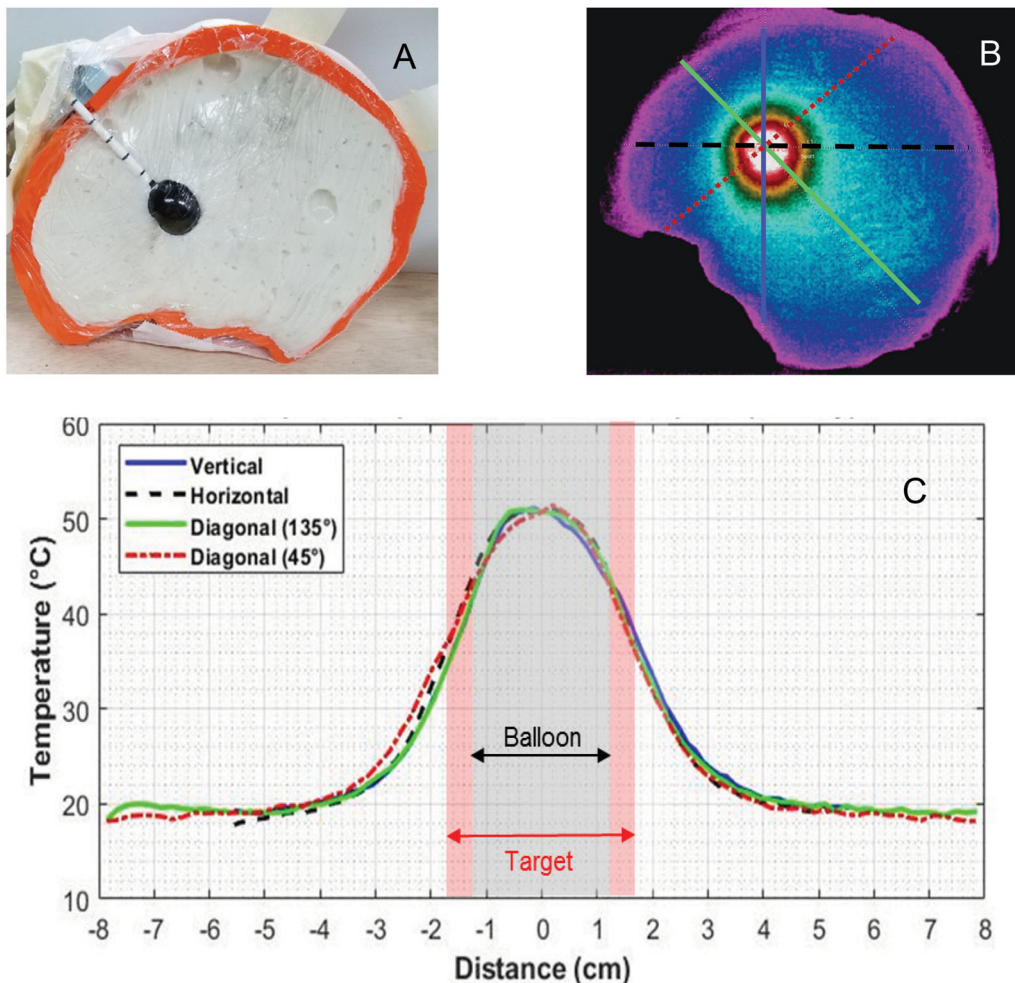 A
B
60
50
40
30
20
10
Temperature (°C)
Vertical
Horizontal
Diagonal (135°)
Diagonal (45°)
C
Balloon
Target
-8 -7 -6 -5 -4 -3 -2 -1 0 1 2 3 4 5 6 7 8
Distance (cm)